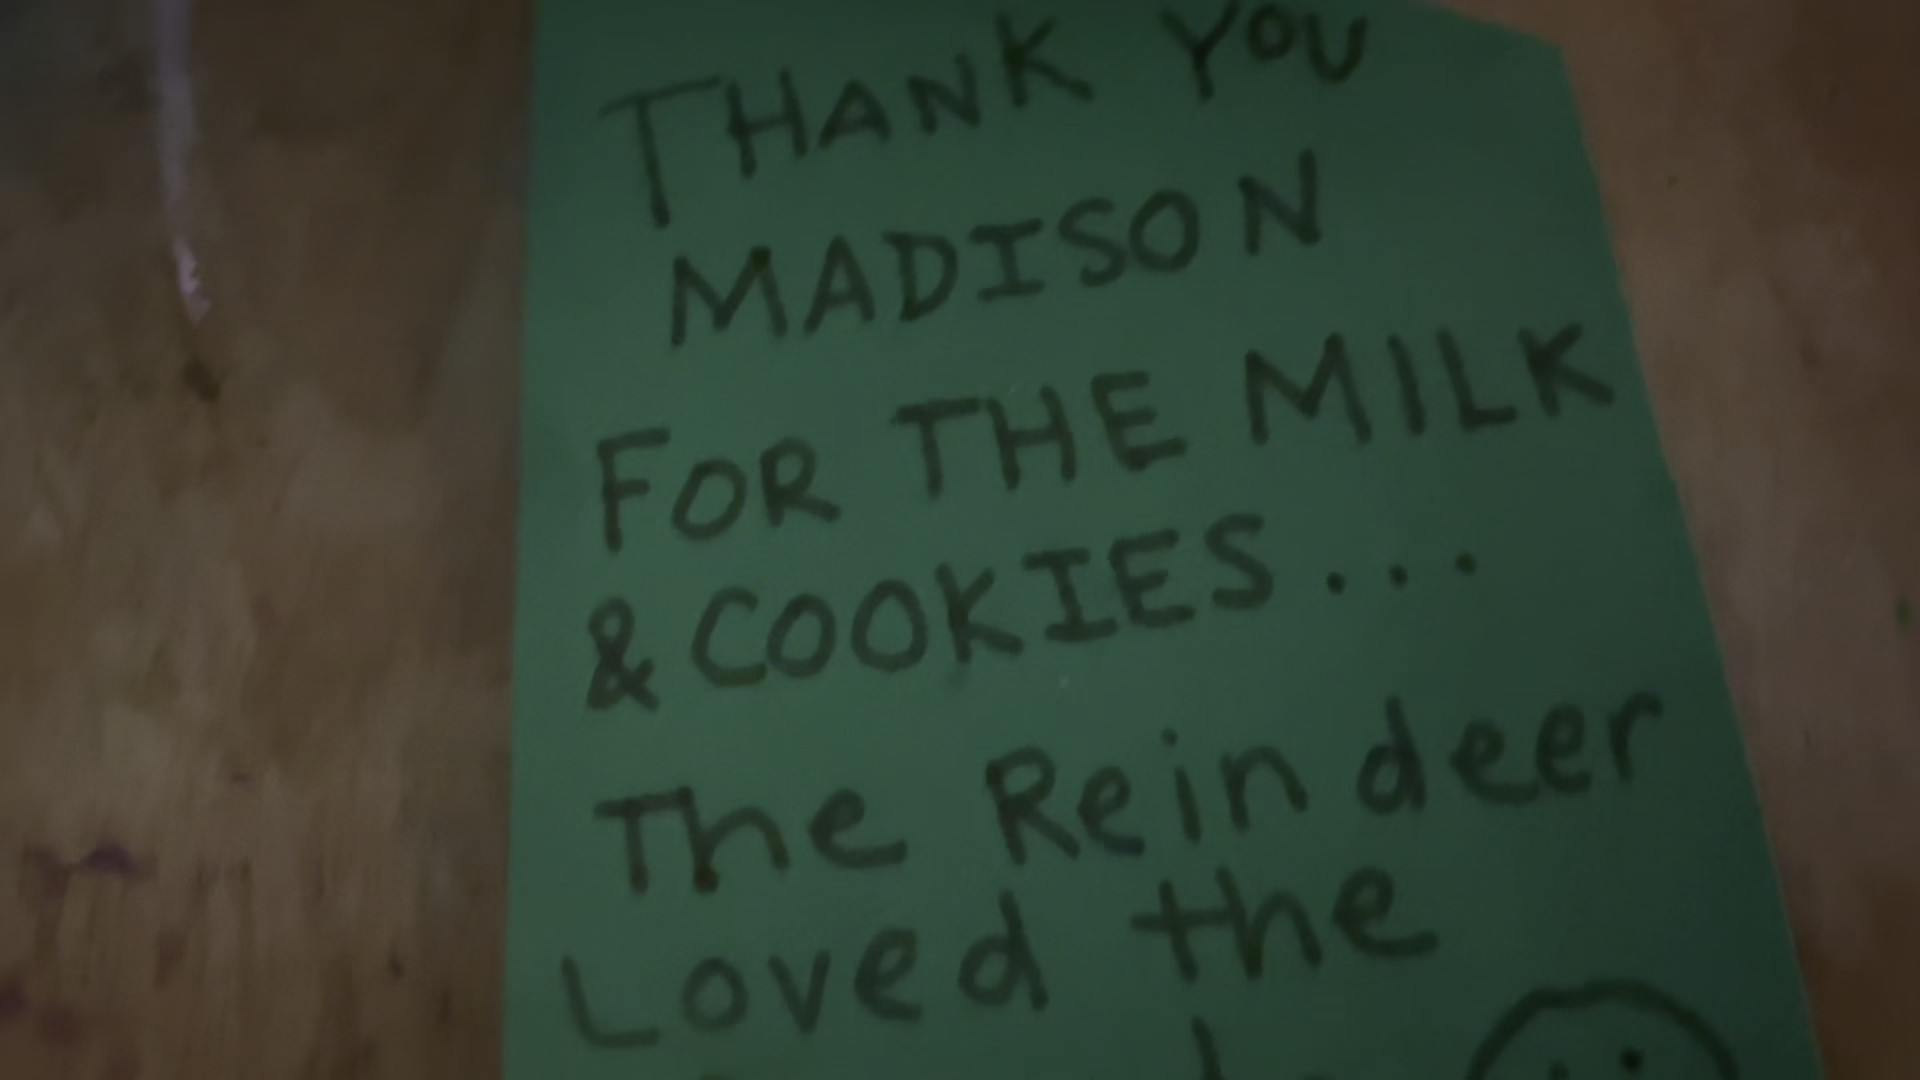 THANK YOU
MADISON
FOR THE MILK
& COOKIES...
The Reindeer
Loved the